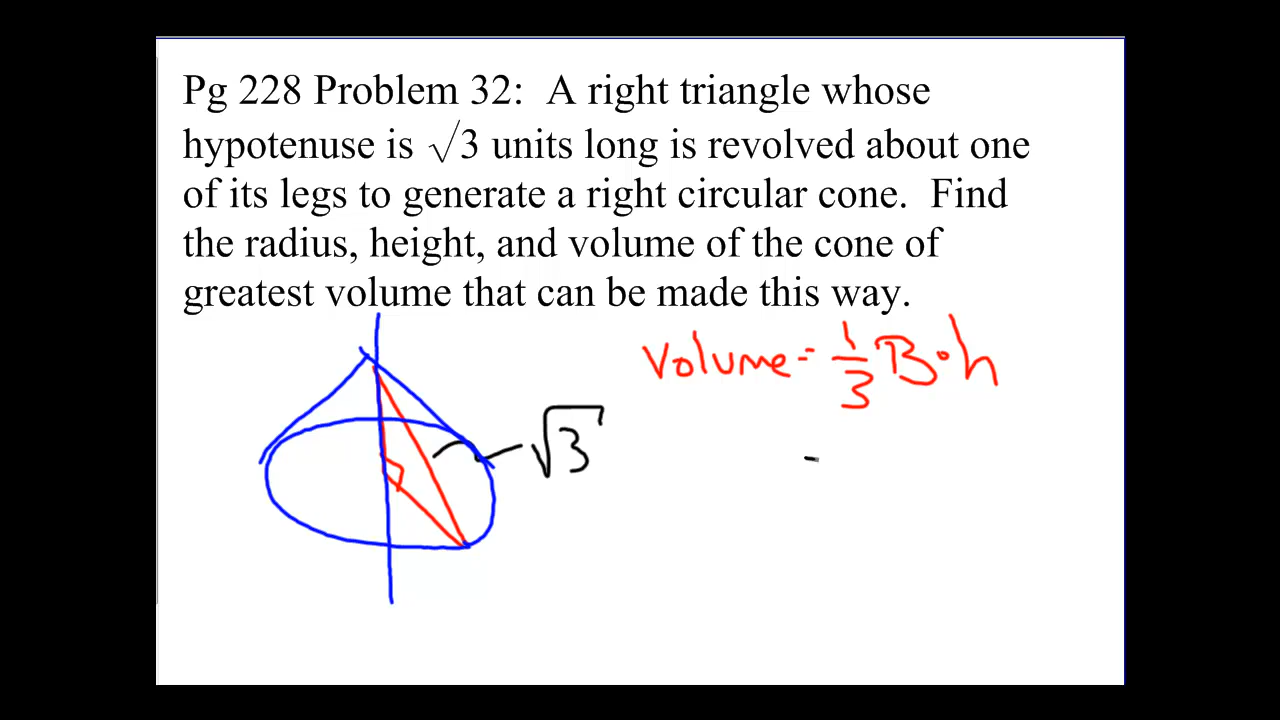 Pg 228 Problem 32: A right triangle whose
hypotenuse is √3 units long is revolved about one
of its legs to generate a right circular cone. Find
the radius, height, and volume of the cone of
greatest volume that can be made this way.
Volume = 1/3 B·h
√3
-